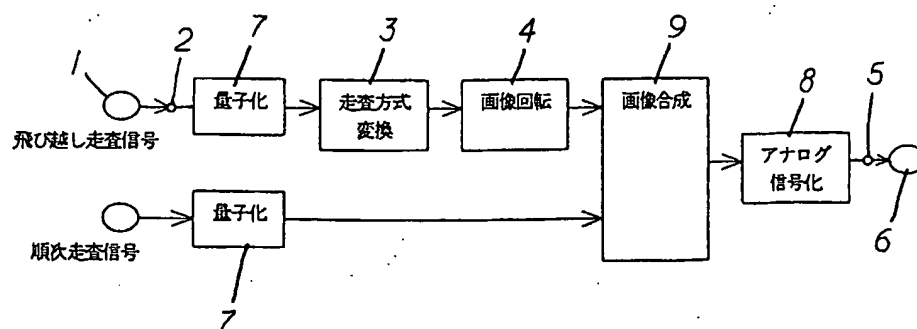 7
3
4
9
1
2
量子化
走査方式
変換
画像回転
画像合成
8
5
飛び越し走査信号
アナログ
信号化
6
量子化
順次走査信号
7